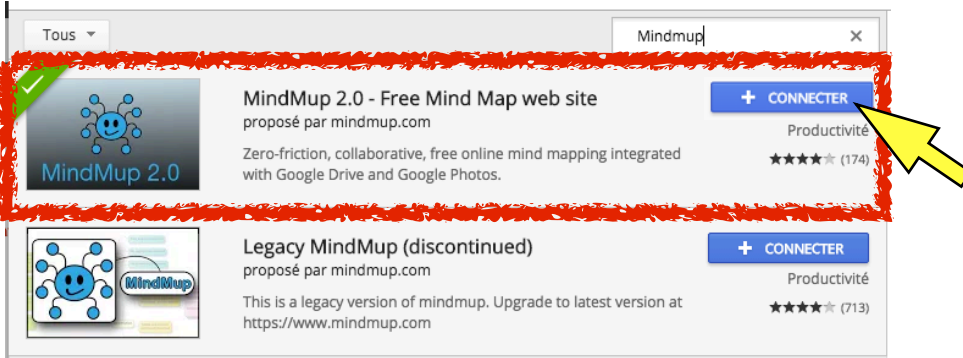 Tous
Mindmup
MindMup 2.0
MindMup 2.0 - Free Mind Map web site
proposé par mindmup.com
Zero-friction, collaborative, free online mind mapping integrated
with Google Drive and Google Photos.
+ CONNECTER
Productivité
(174)
MindMup
Legacy MindMup (discontinued)
proposé par mindmup.com
This is a legacy version of mindmup. Upgrade to latest version at
https://www.mindmup.com
+ CONNECTER
Productivité
(713)